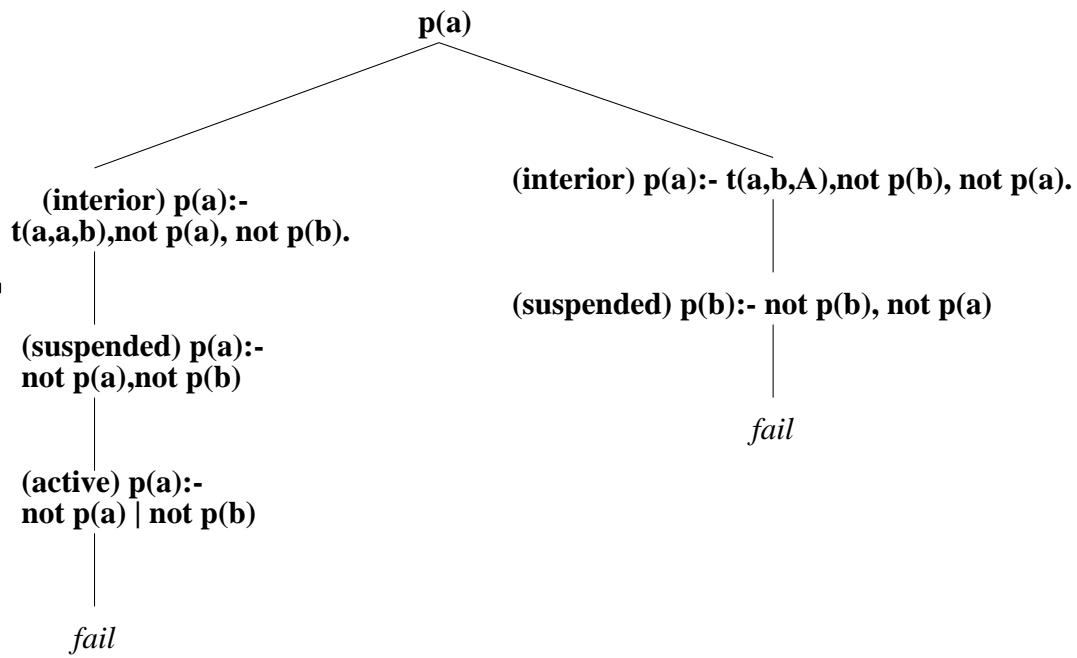 p(a)
(interior) p(a):-
t(a,a,b),not p(a), not p(b).
(suspended) p(a):-
not p(a),not p(b)
(active) p(a):-
not p(a) | not p(b)
fail
(interior) p(a):- t(a,b,A),not p(b), not p(a).
(suspended) p(b):- not p(b), not p(a)
fail